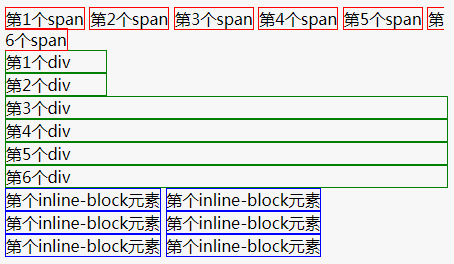 第1个span 第2个span 第3个span 第4个span 第5个span 第
6个span
第1个div
第2个div
第3个div
第4个div
第5个div
第6个div
第个inline-block元素 第个inline-block元素
第个inline-block元素 第个inline-block元素
第个inline-block元素 第个inline-block元素